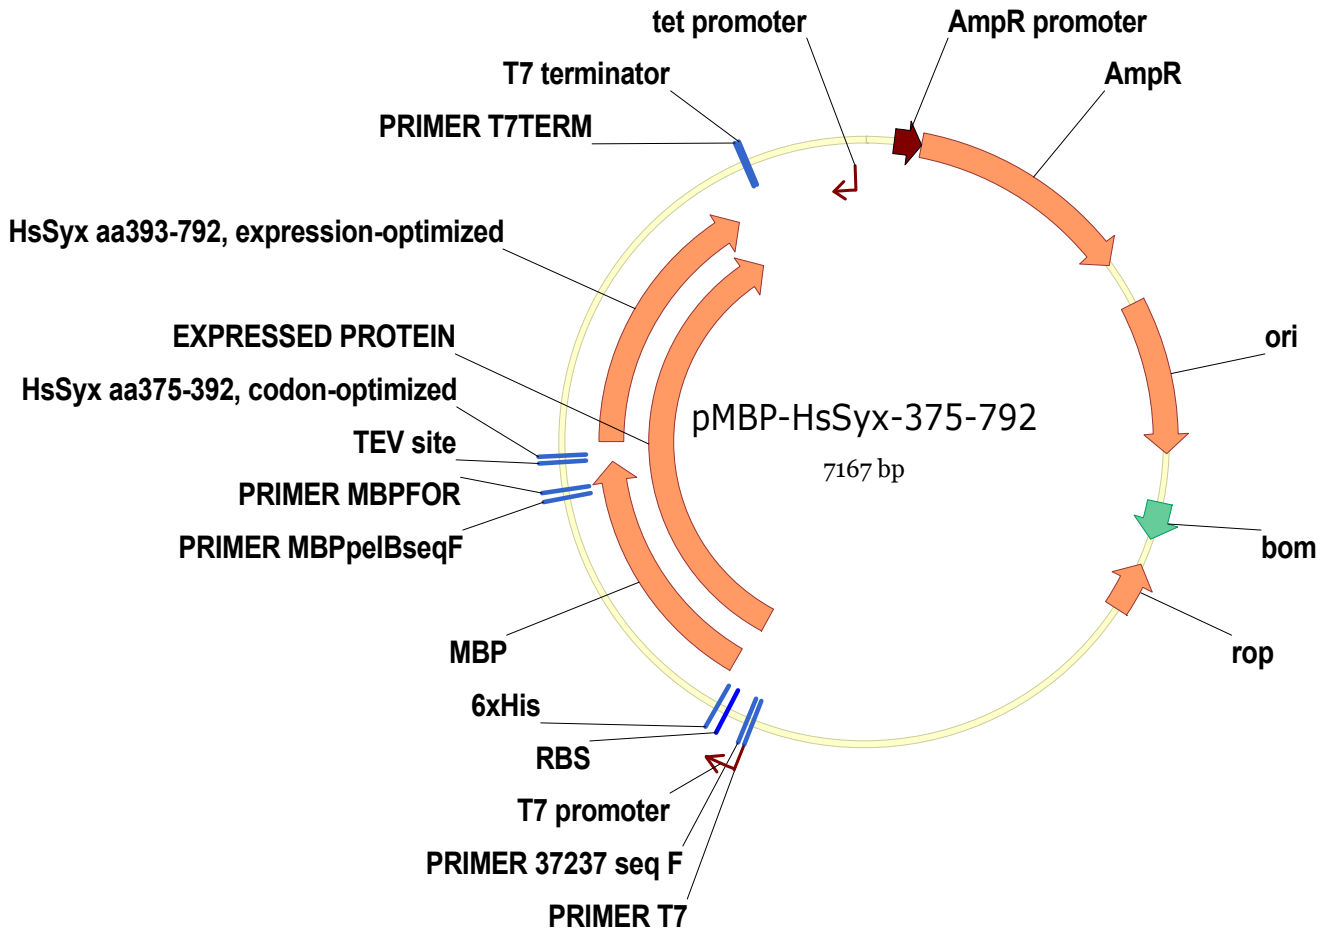 tet promoter
AmpR promoter
T7 terminator
AmpR
PRIMER T7TERM
HsSyx aa393-792, expression-optimized
EXPRESSED PROTEIN
ori
HsSyx aa375-392, codon-optimized
pMBP-HsSyx-375-792
TEV site
7167 bp
PRIMER MBPFOR
PRIMER MBPpelBseqF
bom
MBP
rop
6xHis
RBS
T7 promoter
PRIMER 37237 seq F
PRIMER T7